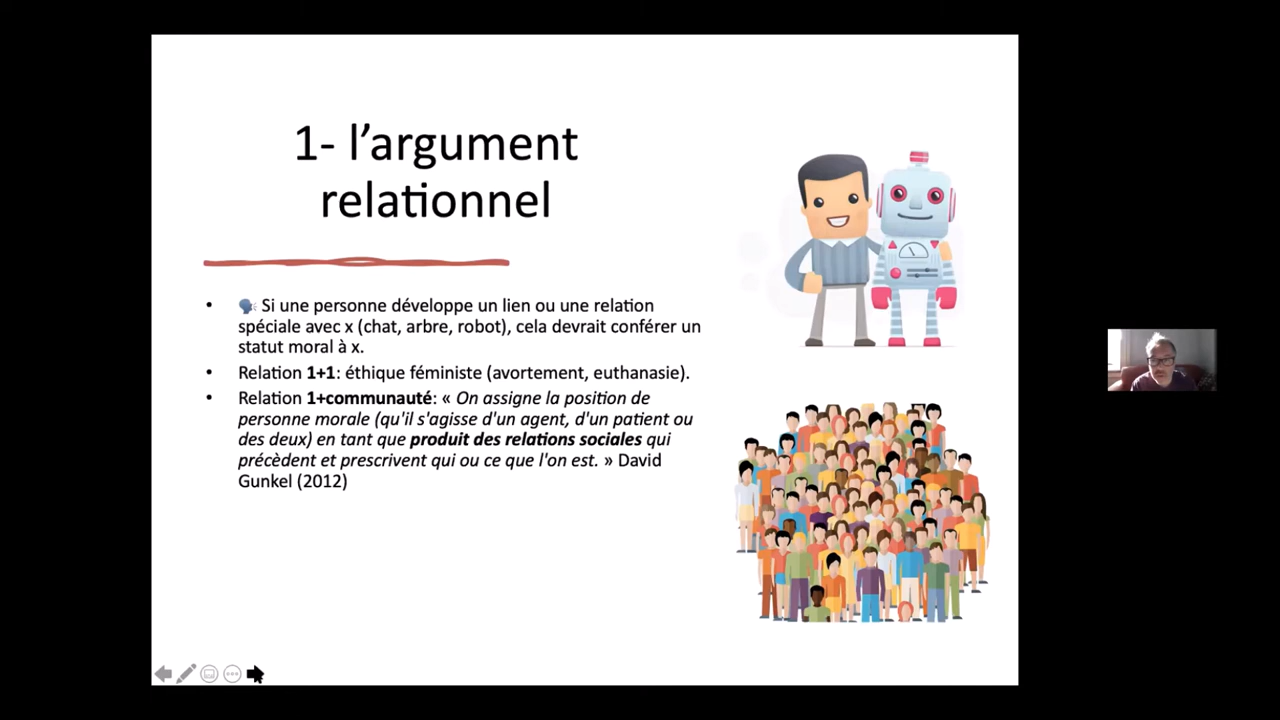 1- l’argument
relationnel
• 🗣 Si une personne développe un lien ou une relation
spéciale avec x (chat, arbre, robot), cela devrait conférer un
statut moral à x.
• Relation 1+1: éthique féministe (avortement, euthanasie).
• Relation 1+communauté: « On assigne la position de
personne morale (qu'il s'agisse d'un agent, d'un patient ou
des deux) en tant que produit des relations sociales qui
précèdent et prescrivent qui ou ce que l'on est. » David
Gunkel (2012)